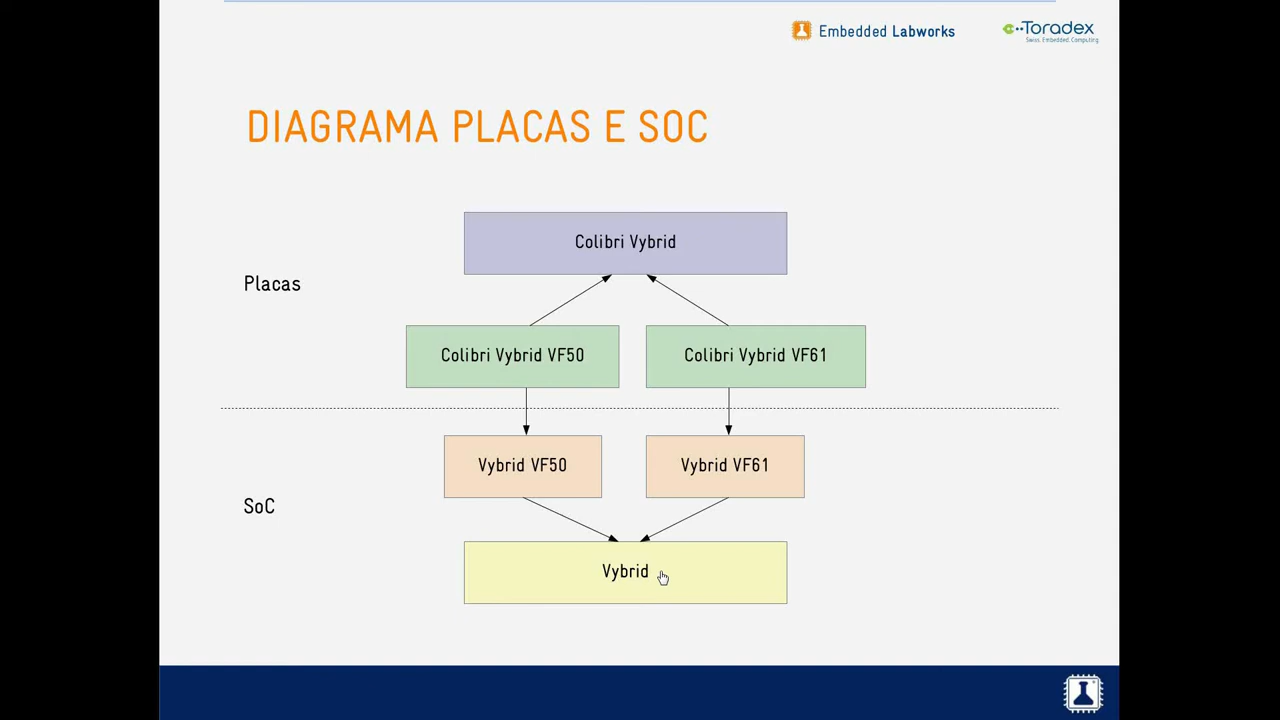 Embedded Labworks
Toradex
Swiss. Embedded. Computing.
DIAGRAMA PLACAS E SOC
Colibri Vybrid
Placas
Colibri Vybrid VF50
Colibri Vybrid VF61
Vybrid VF50
Vybrid VF61
SoC
Vybrid